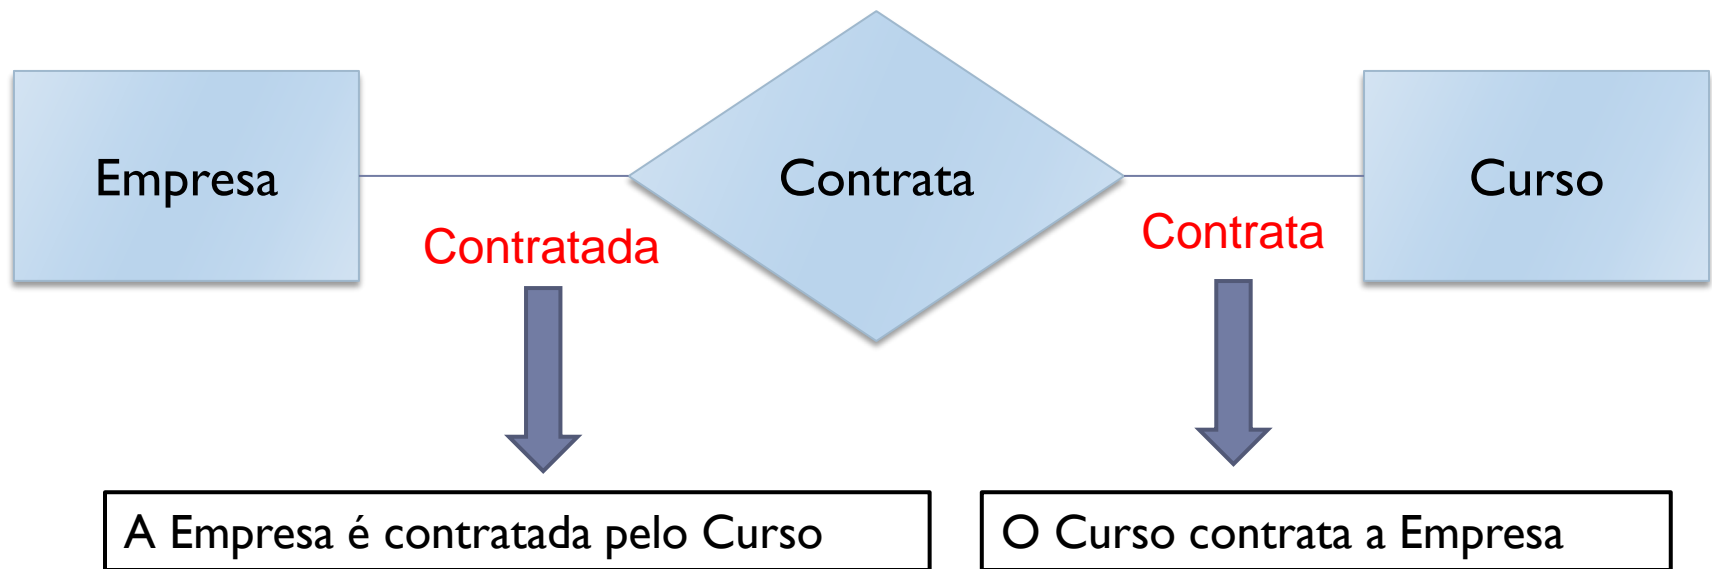 Empresa
Contrata
Curso
Contratada
Contrata
A Empresa é contratada pelo Curso
O Curso contrata a Empresa